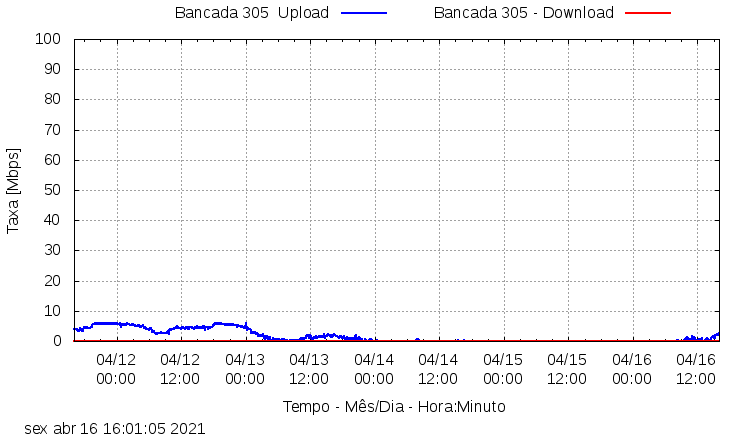 Bancada 305  Upload
Bancada 305 - Download
100
90
80
70
60
50
40
30
20
10
0
Taxa [Mbps]
04/12 04/12 04/13 04/13 04/14 04/14 04/15 04/15 04/16 04/16
00:00 12:00 00:00 12:00 00:00 12:00 00:00 12:00 00:00 12:00
Tempo - Mês/Dia - Hora:Minuto
sex abr 16 16:01:05 2021